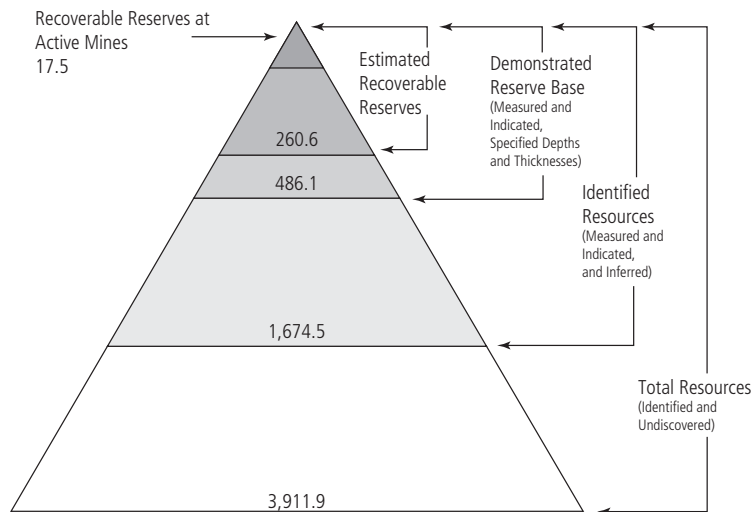 Recoverable Reserves at
Active Mines
17.5
Estimated
Recoverable
Reserves
Demonstrated
Reserve Base
(Measured and
Indicated,
Specified Depths
and Thicknesses)
260.6
486.1
Identified
Resources
(Measured and
Indicated,
and Inferred)
1,674.5
Total Resources
(Identified and
Undiscovered)
3,911.9